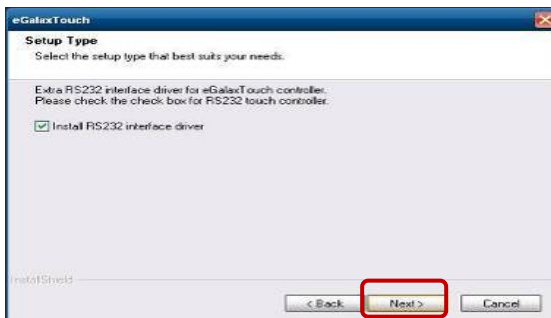 eGalaxTouch
Setup Type
Select the setup type that best suits your needs.
Extra RS232 interface driver for eGalaxTouch controller.
Please check the check box for RS232 touch controller.
Install RS232 interface driver
InstallShield
< Back
Next >
Cancel